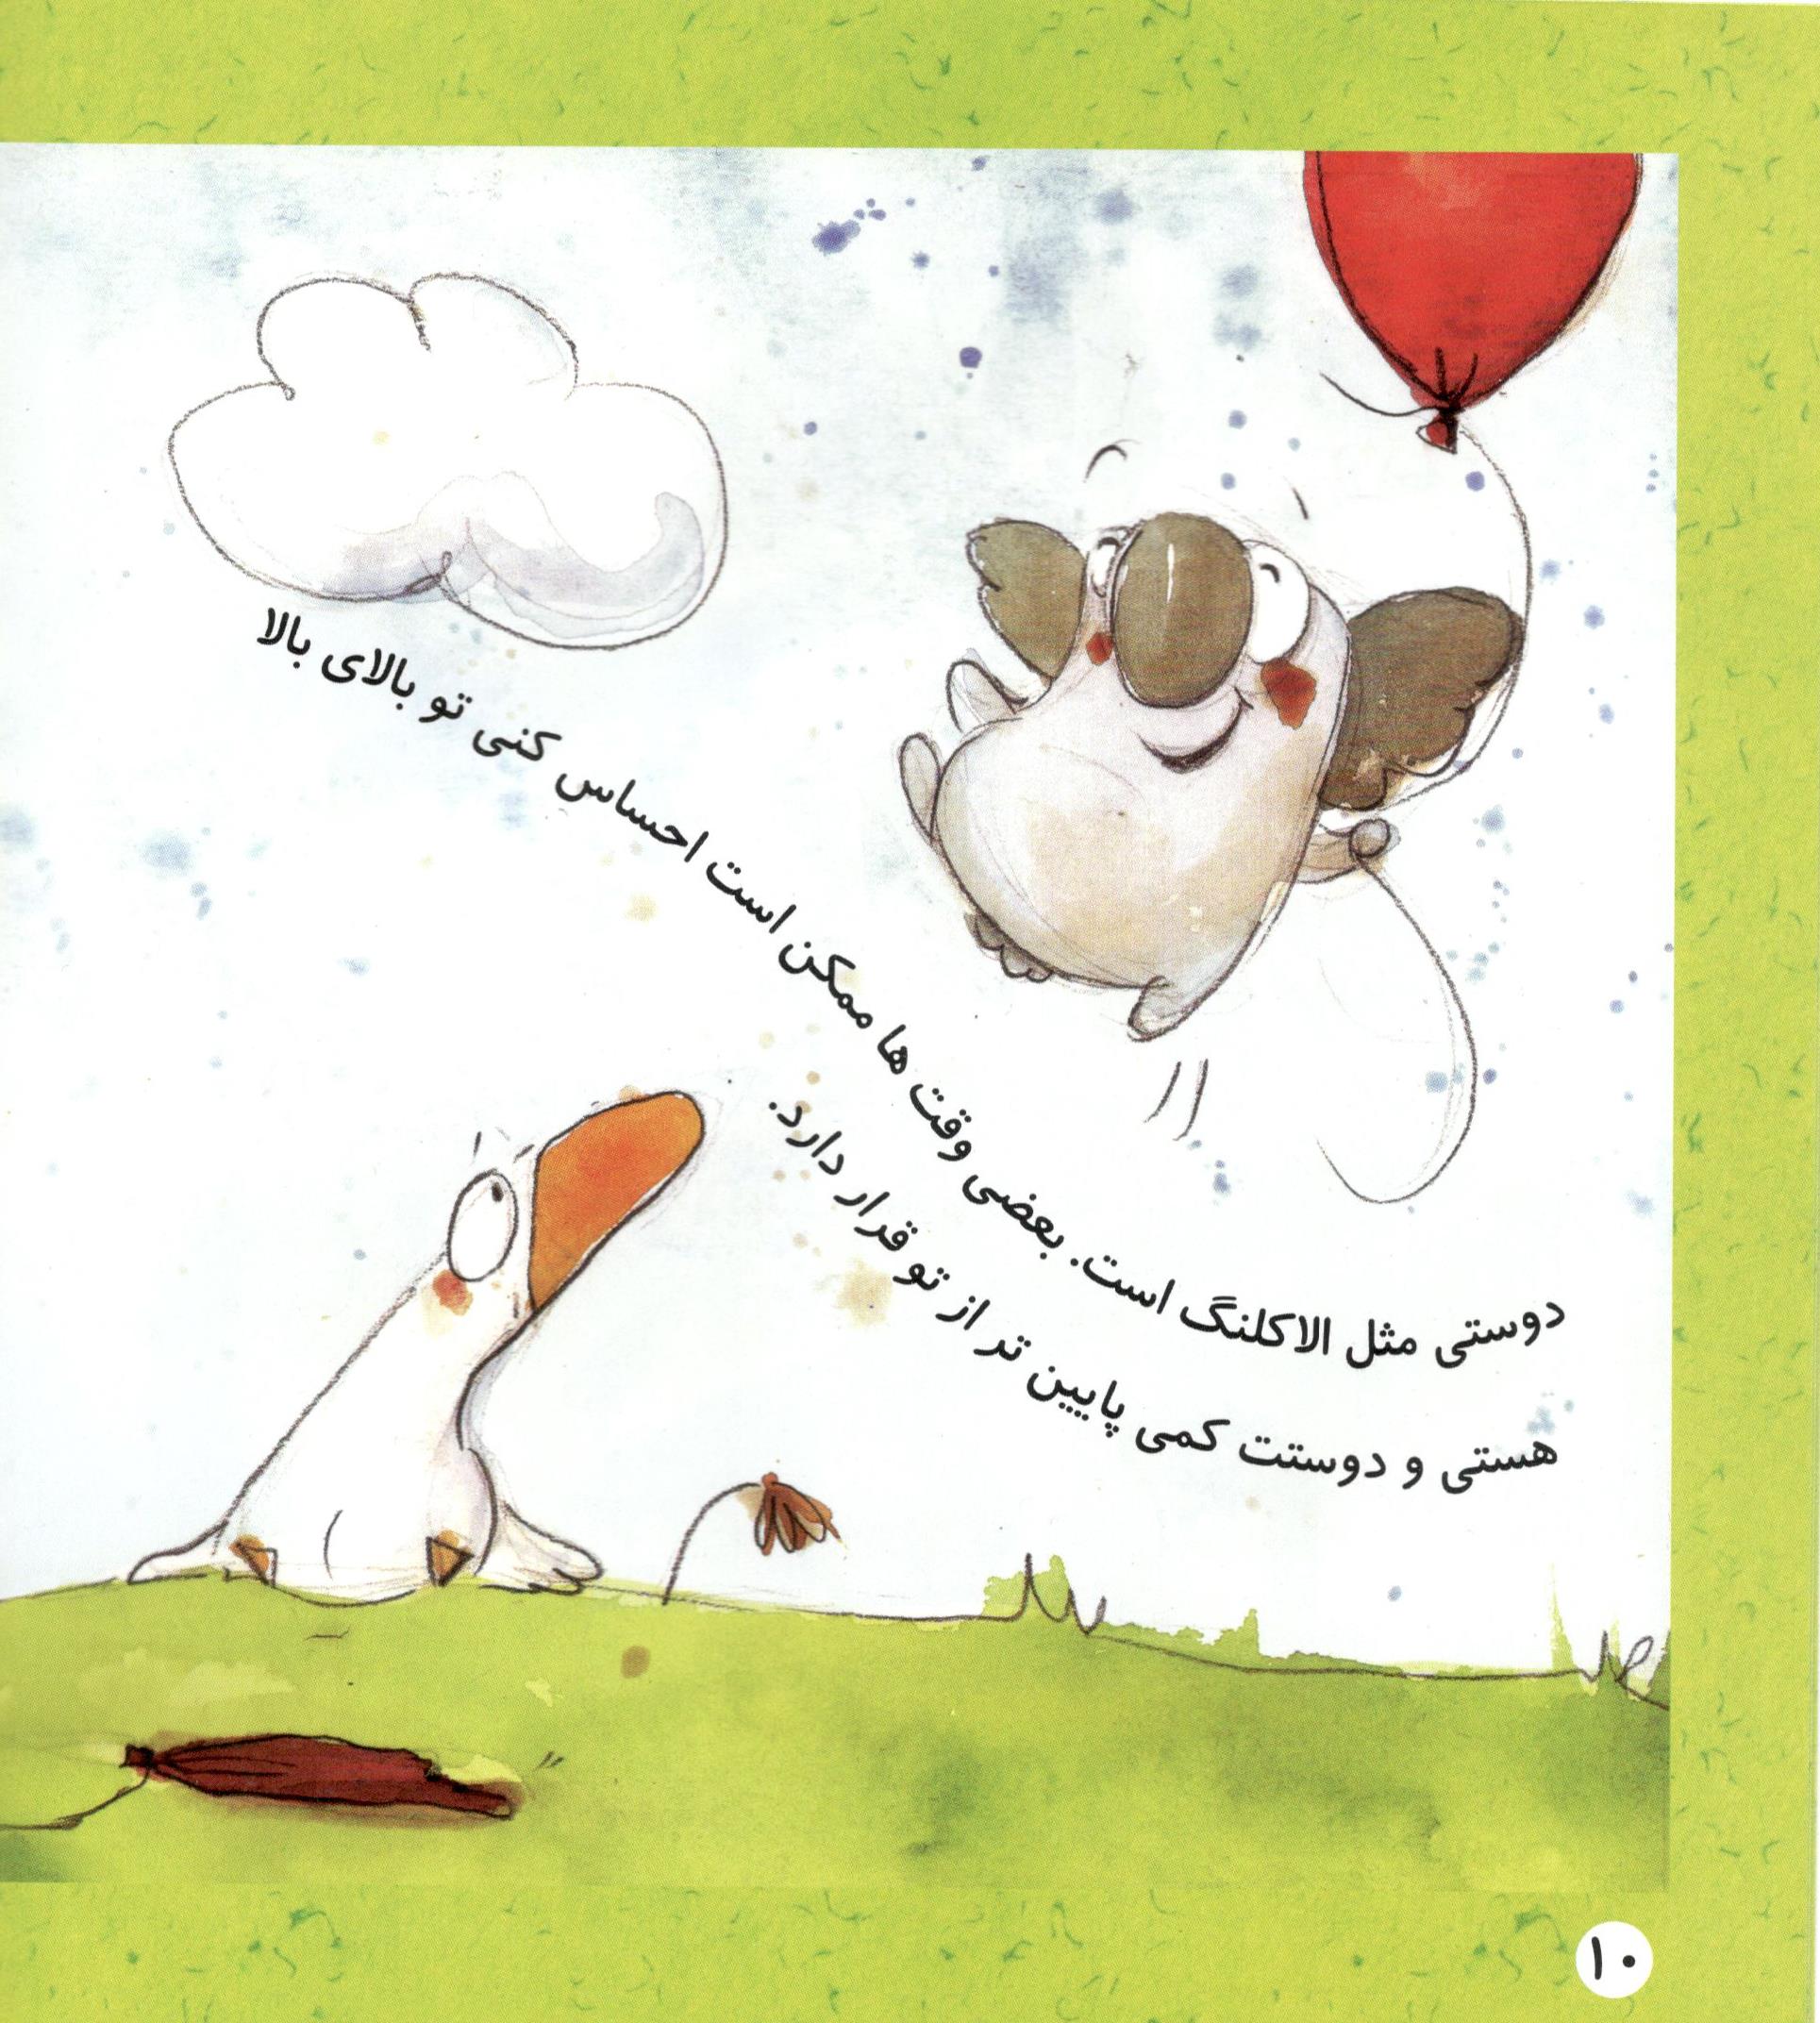 دوستی مثل الاکلنگ است. بعضی وقت ها ممکن است احساس کنی تو بالای بالا
هستی و دوستت کمی پایین تر از تو قرار دارد.
۱۰